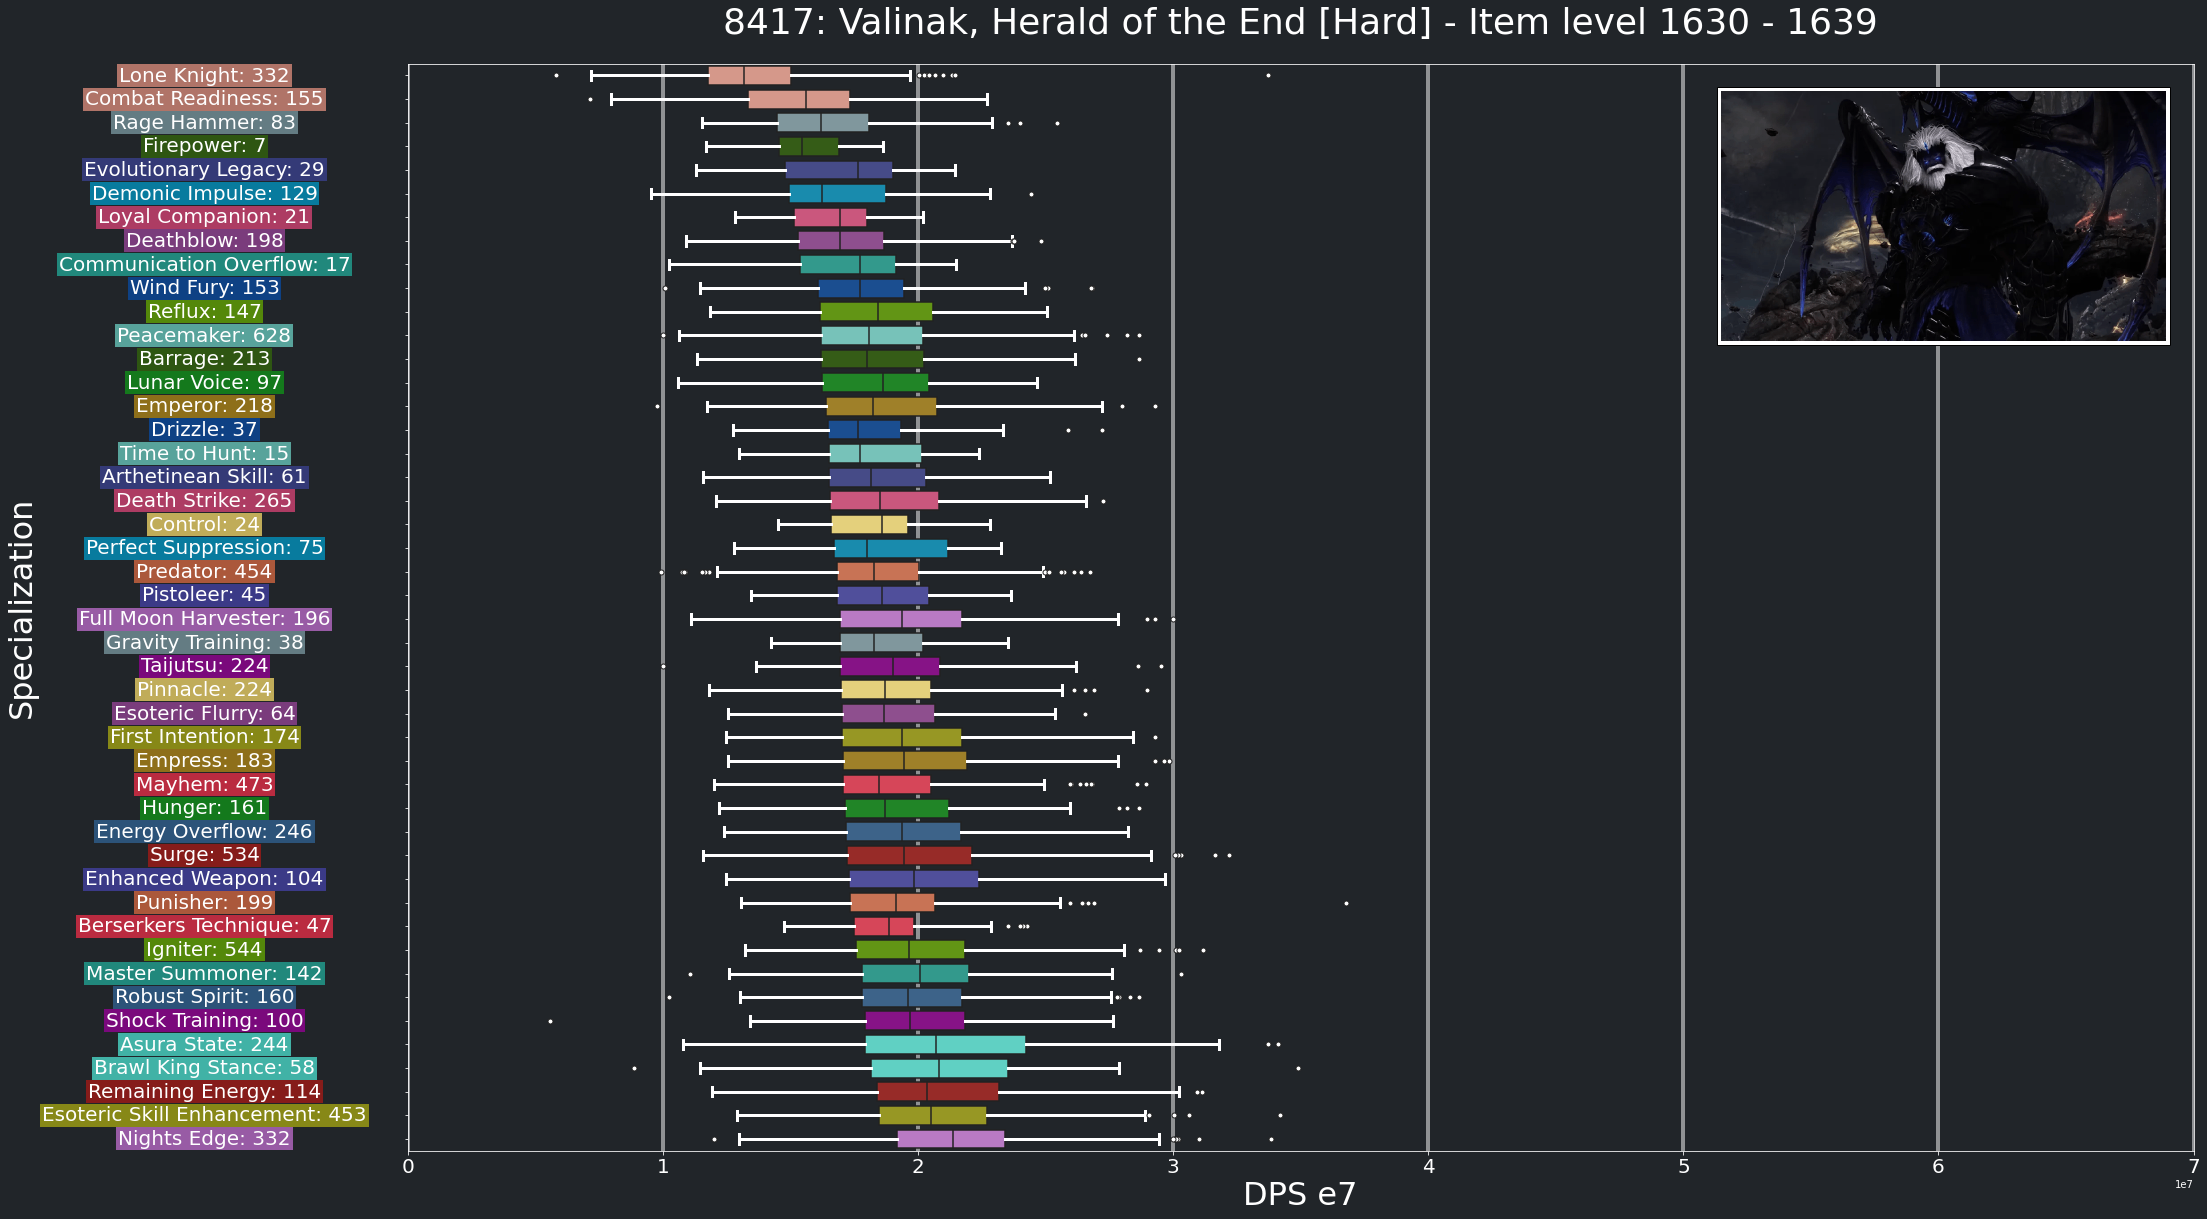 8417: Valinak, Herald of the End [Hard] - Item level 1630 - 1639
Specialization
Lone Knight: 332
Combat Readiness: 155
Rage Hammer: 83
Firepower: 7
Evolutionary Legacy: 29
Demonic Impulse: 129
Loyal Companion: 21
Deathblow: 198
Communication Overflow: 17
Wind Fury: 153
Reflux: 147
Peacemaker: 628
Barrage: 213
Lunar Voice: 97
Emperor: 218
Drizzle: 37
Time to Hunt: 15
Arthetinean Skill: 61
Death Strike: 265
Control: 24
Perfect Suppression: 75
Predator: 454
Pistoleer: 45
Full Moon Harvester: 196
Gravity Training: 38
Taijutsu: 224
Pinnacle: 224
Esoteric Flurry: 64
First Intention: 174
Empress: 183
Mayhem: 473
Hunger: 161
Energy Overflow: 246
Surge: 534
Enhanced Weapon: 104
Punisher: 199
Berserkers Technique: 47
Igniter: 544
Master Summoner: 142
Robust Spirit: 160
Shock Training: 100
Asura State: 244
Brawl King Stance: 58
Remaining Energy: 114
Esoteric Skill Enhancement: 453
Nights Edge: 332
0 1 2 3 4 5 6 7
1e7
DPS e7